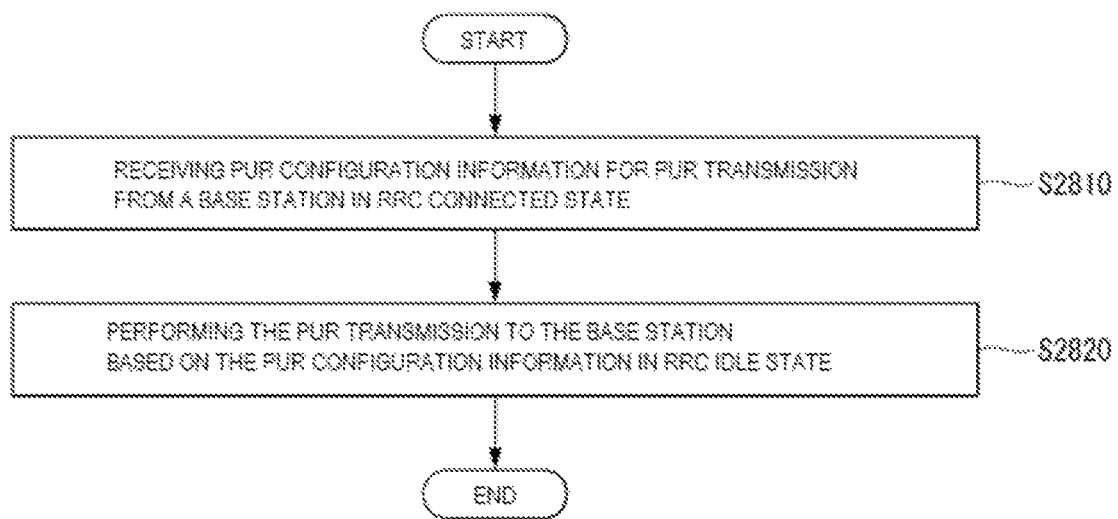 START
RECEIVING PUR CONFIGURATION INFORMATION FOR PUR TRANSMISSION
FROM A BASE STATION IN RRC CONNECTED STATE
S2810
PERFORMING THE PUR TRANSMISSION TO THE BASE STATION
BASED ON THE PUR CONFIGURATION INFORMATION IN RRC IDLE STATE
S2820
END